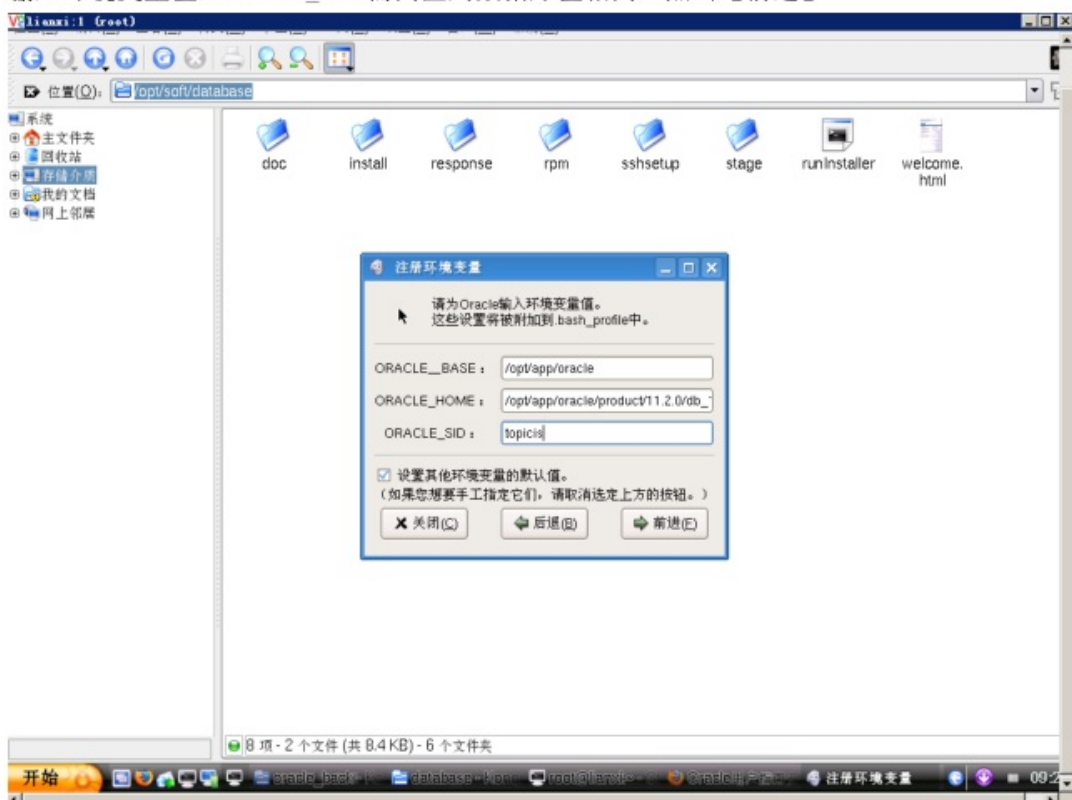 lianxi:1 (root)
位置(O)： /opt/soft/database
系统
主文件夹
回收站
存储介质
我的文档
网上邻居
doc
install
response
rpm
sshsetup
stage
runInstaller
welcome.
html
注册环境变量
请为Oracle输入环境变量值。
这些设置将被附加到.bash_profile中。
ORACLE_BASE： /opt/app/oracle
ORACLE_HOME： /opt/app/oracle/product/11.2.0/db_
ORACLE_SID： topicis
设置其他环境变量的默认值。
（如果您想要手工指定它们，请取消选定上方的按钮。）
关闭(C) 后退(B) 前进(F)
8 项 - 2 个文件 (共 8.4 KB) - 6 个文件夹
开始 注册环境变量 09:2